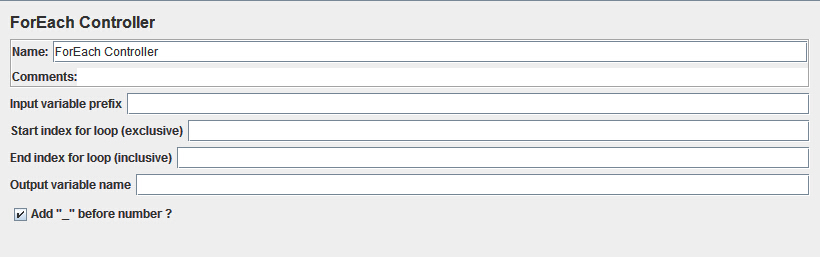 ForEach Controller
Name: ForEach Controller
Comments:
Input variable prefix
Start index for loop (exclusive)
End index for loop (inclusive)
Output variable name
Add "_" before number ?